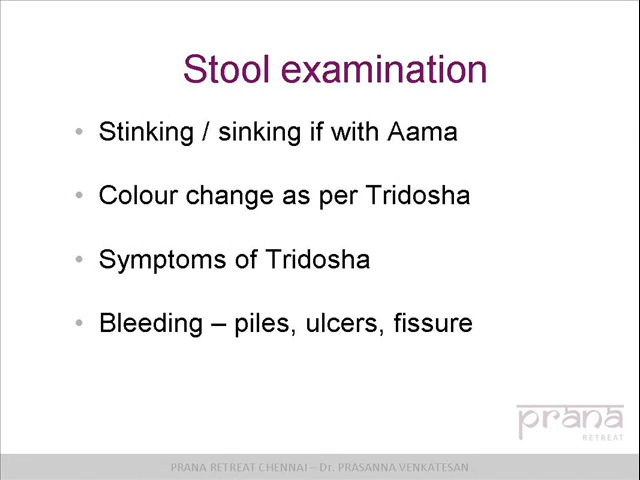 Stool examination
• Stinking / sinking if with Aama
• Colour change as per Tridosha
• Symptoms of Tridosha
• Bleeding – piles, ulcers, fissure
prana
RETREAT
PRANA RETREAT CHENNAI – Dr. PRASANNA VENKATESAN